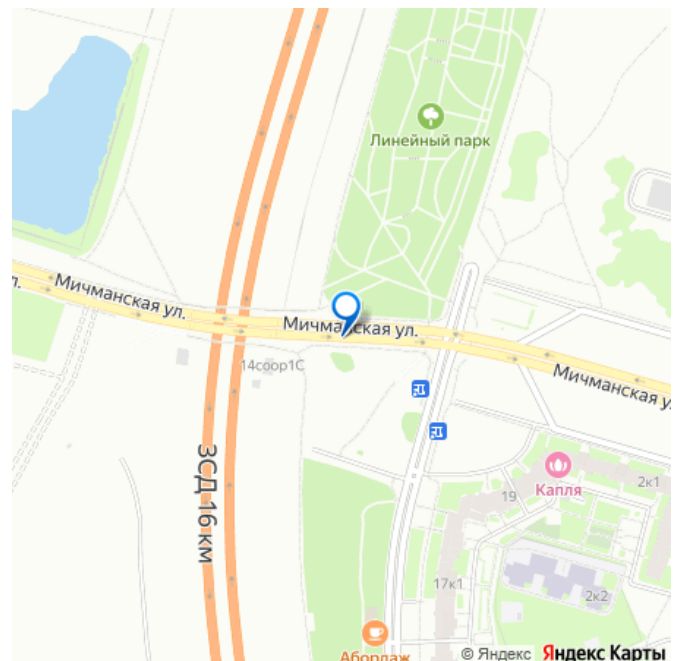 Линейный парк
Мичманская ул.
л.
Мичманская ул.
Мичманская у
14соор1С
ЗСД 16 км
Капля
19
2к1
17к1
2к2
Абордаж
© Яндекс Яндекс Карты